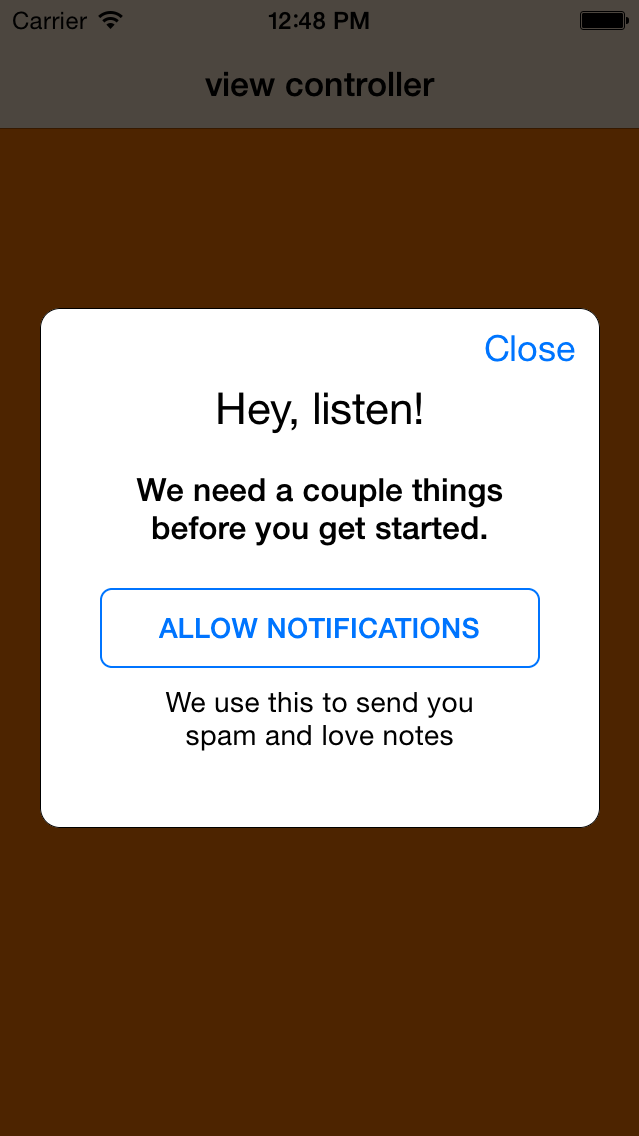 Carrier 12:48 PM
view controller
Close
Hey, listen!
We need a couple things
before you get started.
ALLOW NOTIFICATIONS
We use this to send you
spam and love notes